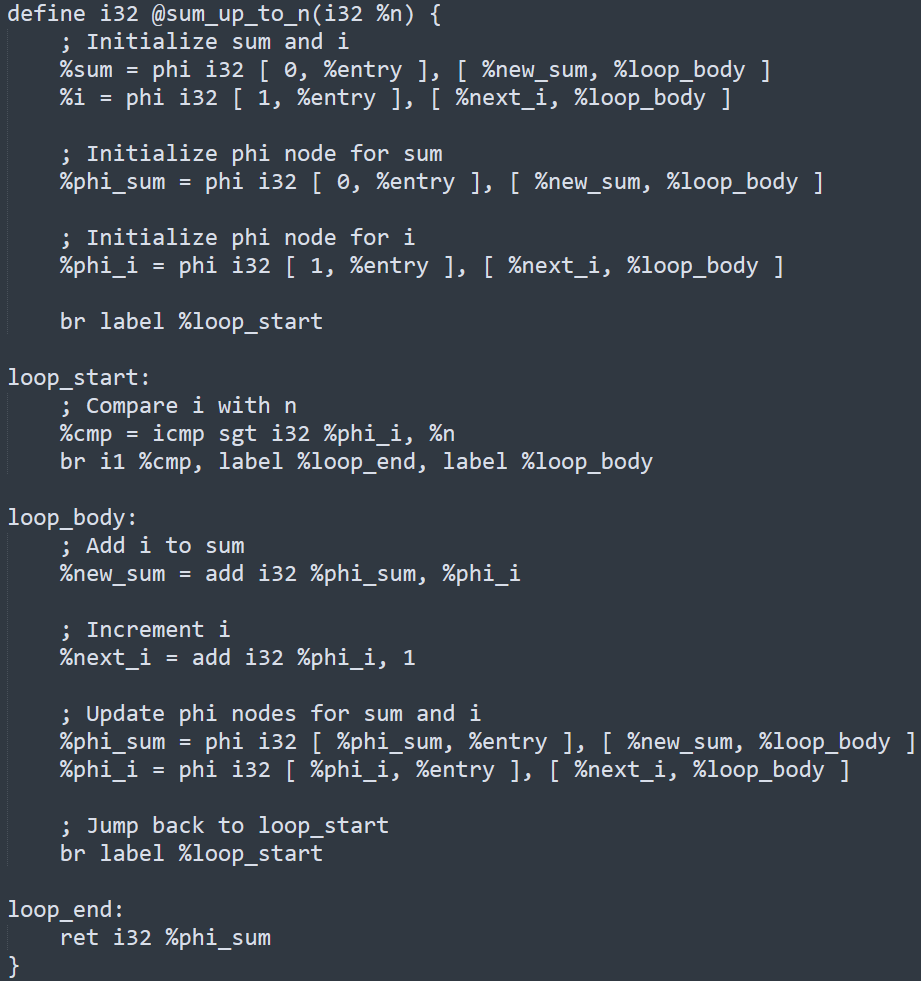 define i32 @sum_up_to_n(i32 %n) {
    ; Initialize sum and i
    %sum = phi i32 [ 0, %entry ], [ %new_sum, %loop_body ]
    %i = phi i32 [ 1, %entry ], [ %next_i, %loop_body ]

    ; Initialize phi node for sum
    %phi_sum = phi i32 [ 0, %entry ], [ %new_sum, %loop_body ]

    ; Initialize phi node for i
    %phi_i = phi i32 [ 1, %entry ], [ %next_i, %loop_body ]

    br label %loop_start

loop_start:
    ; Compare i with n
    %cmp = icmp sgt i32 %phi_i, %n
    br i1 %cmp, label %loop_end, label %loop_body

loop_body:
    ; Add i to sum
    %new_sum = add i32 %phi_sum, %phi_i

    ; Increment i
    %next_i = add i32 %phi_i, 1

    ; Update phi nodes for sum and i
    %phi_sum = phi i32 [ %phi_sum, %entry ], [ %new_sum, %loop_body ]
    %phi_i = phi i32 [ %phi_i, %entry ], [ %next_i, %loop_body ]

    ; Jump back to loop_start
    br label %loop_start

loop_end:
    ret i32 %phi_sum
}